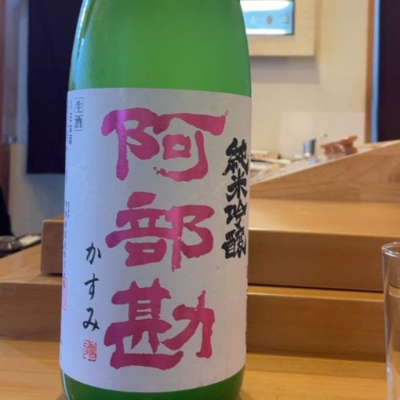 純米吟醸
阿部勘
かすみ
生酒